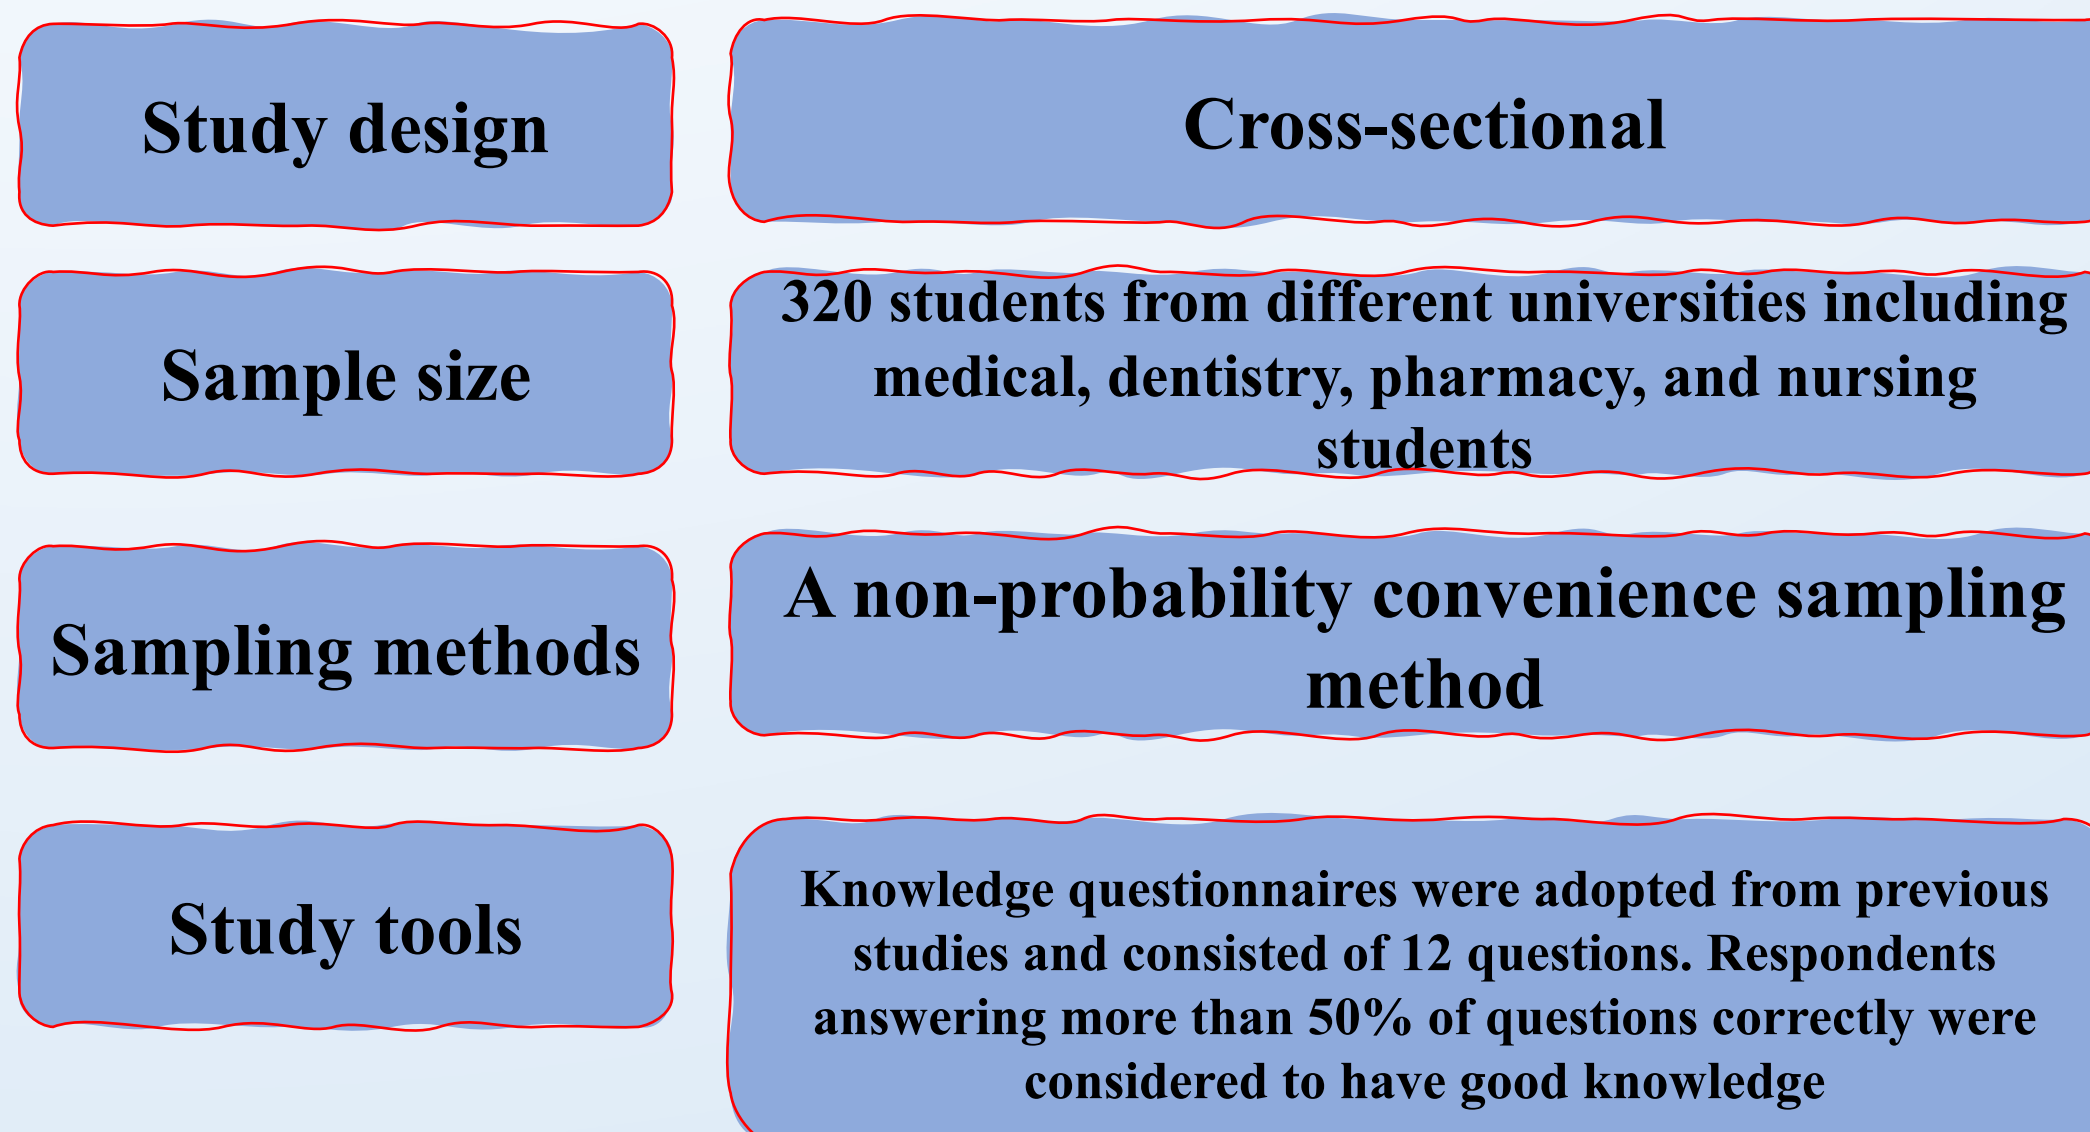 Study design
Cross-sectional
Sample size
320 students from different universities including
medical, dentistry, pharmacy, and nursing
students
Sampling methods
A non-probability convenience sampling
method
Study tools
Knowledge questionnaires were adopted from previous
studies and consisted of 12 questions. Respondents
answering more than 50% of questions correctly were
considered to have good knowledge